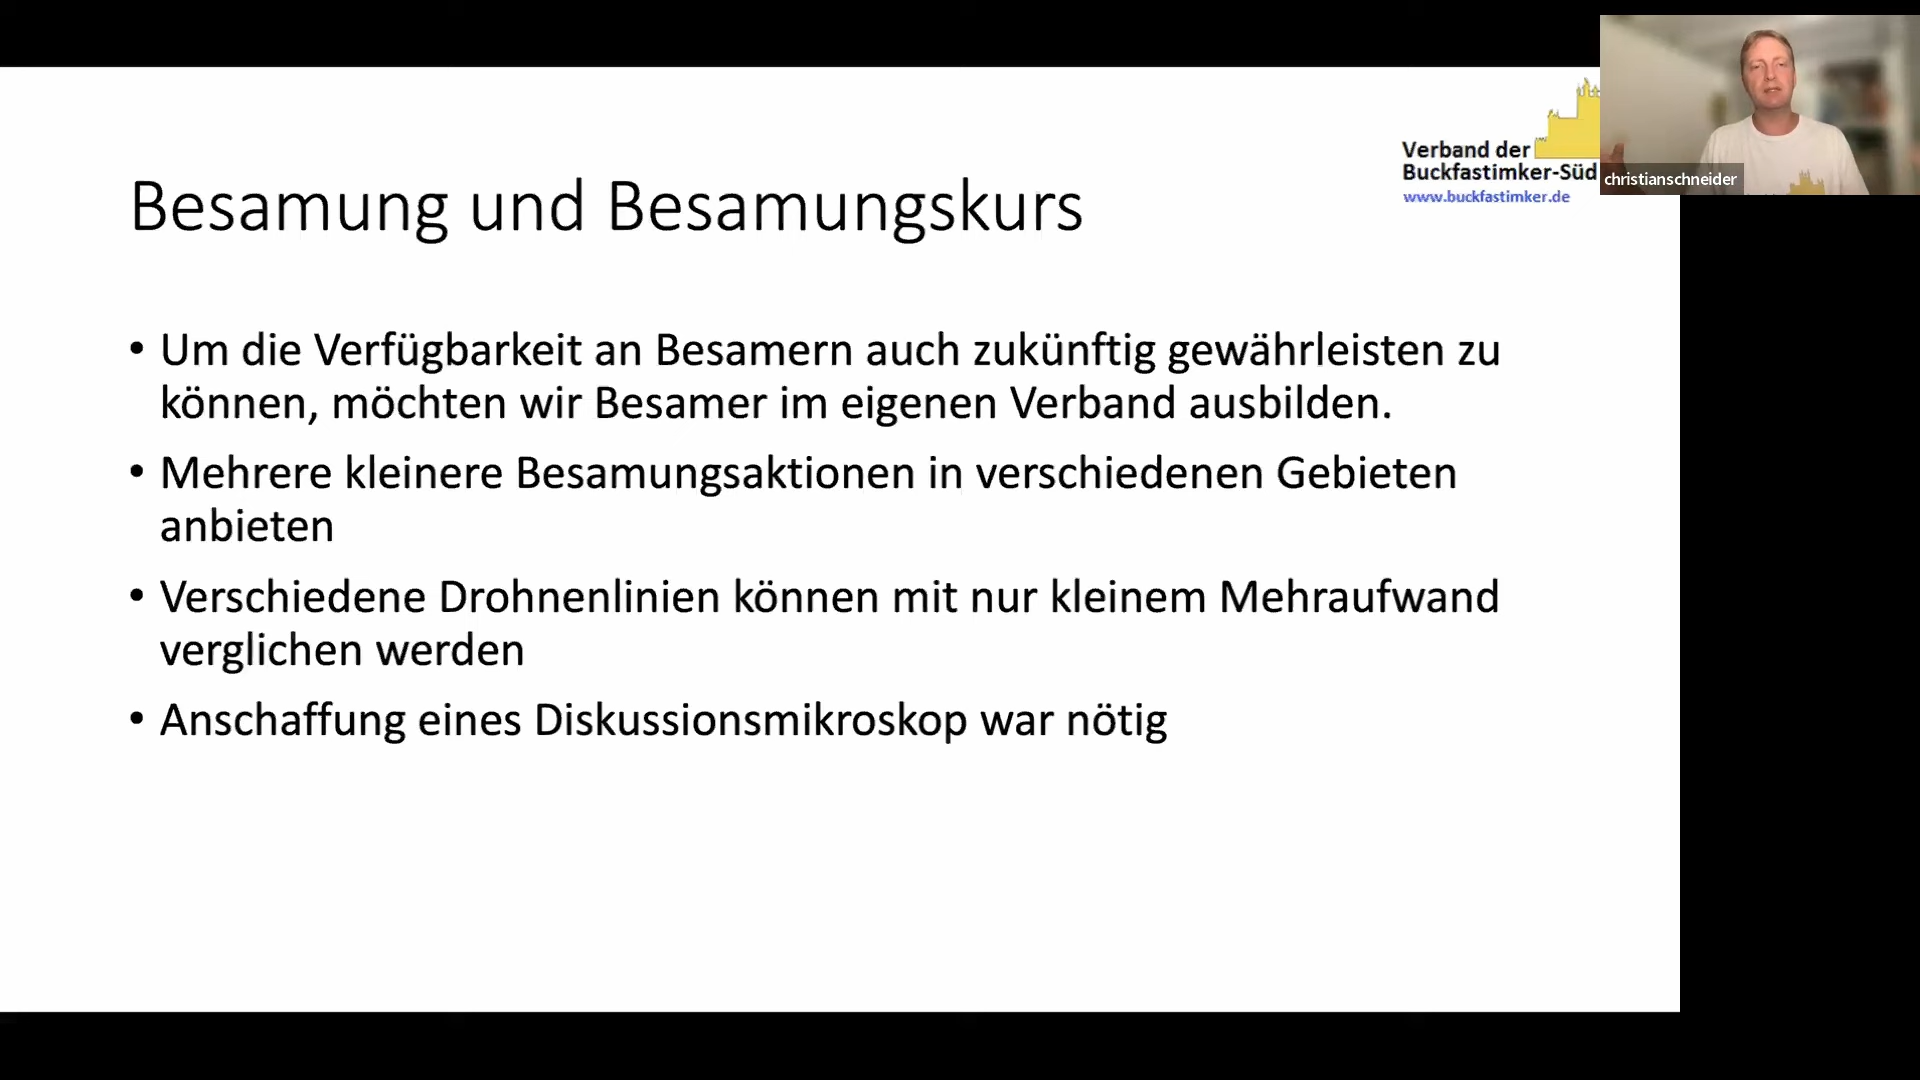 Verband der
Buckfastimker-Süd
www.buckfastimker.de
christianschneider
Besamung und Besamungskurs
• Um die Verfügbarkeit an Besamern auch zukünftig gewährleisten zu
können, möchten wir Besamer im eigenen Verband ausbilden.
• Mehrere kleinere Besamungsaktionen in verschiedenen Gebieten
anbieten
• Verschiedene Drohnenlinien können mit nur kleinem Mehraufwand
verglichen werden
• Anschaffung eines Diskussionsmikroskop war nötig